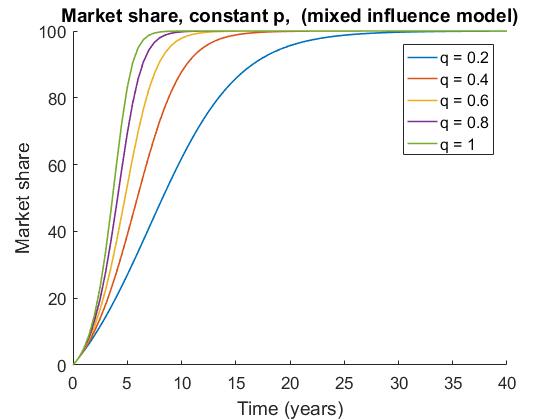 Market share, constant p,  (mixed influence model)
100
80
60
40
20
0
Market share
q = 0.2
q = 0.4
q = 0.6
q = 0.8
q = 1
0 5 10 15 20 25 30 35 40
Time (years)